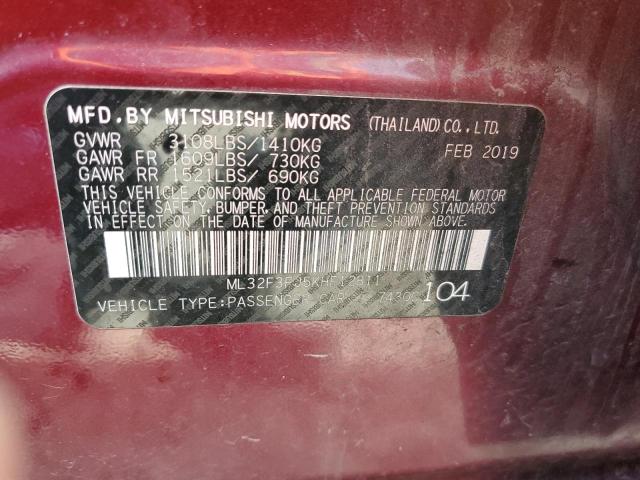 MFD.BY MITSUBISHI MOTORS (THAILAND)CO.,LTD.
GVWR 3108LBS/1410KG FEB 2019
GAWR FR 1609LBS/ 730KG
GAWR RR 1521LBS/ 690KG
THIS VEHICLE CONFORMS TO ALL APPLICABLE FEDERAL MOTOR
VEHICLE SAFETY, BUMPER, AND THEFT PREVENTION STANDARDS
IN EFFECT ON THE DATE OF MANUFACTURE SHOWN ABOVE.
VEHICLE TYPE:PASSENGER CAR 104